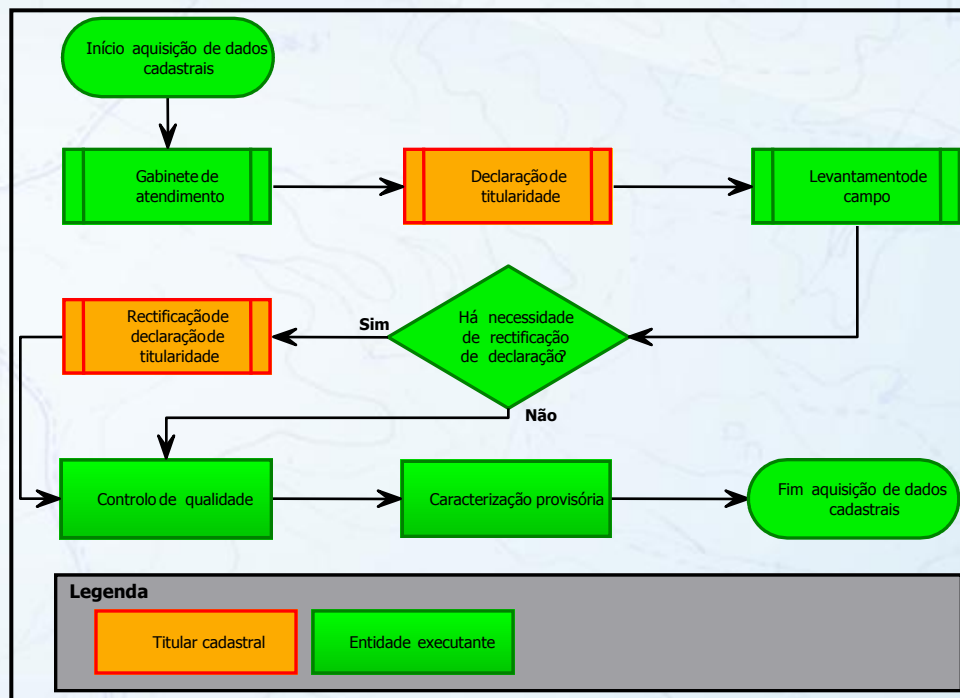 Início aquisição de dados
cadastrais
Gabinete de
atendimento
Declaração de
titularidade
Levantamento de
campo
Rectificação de
declaração de
titularidade
Sim
Há necessidade
de rectificação
de declaração?
Não
Controlo de qualidade
Caracterização provisória
Fim aquisição de dados
cadastrais
Legenda
Titular cadastral
Entidade executante